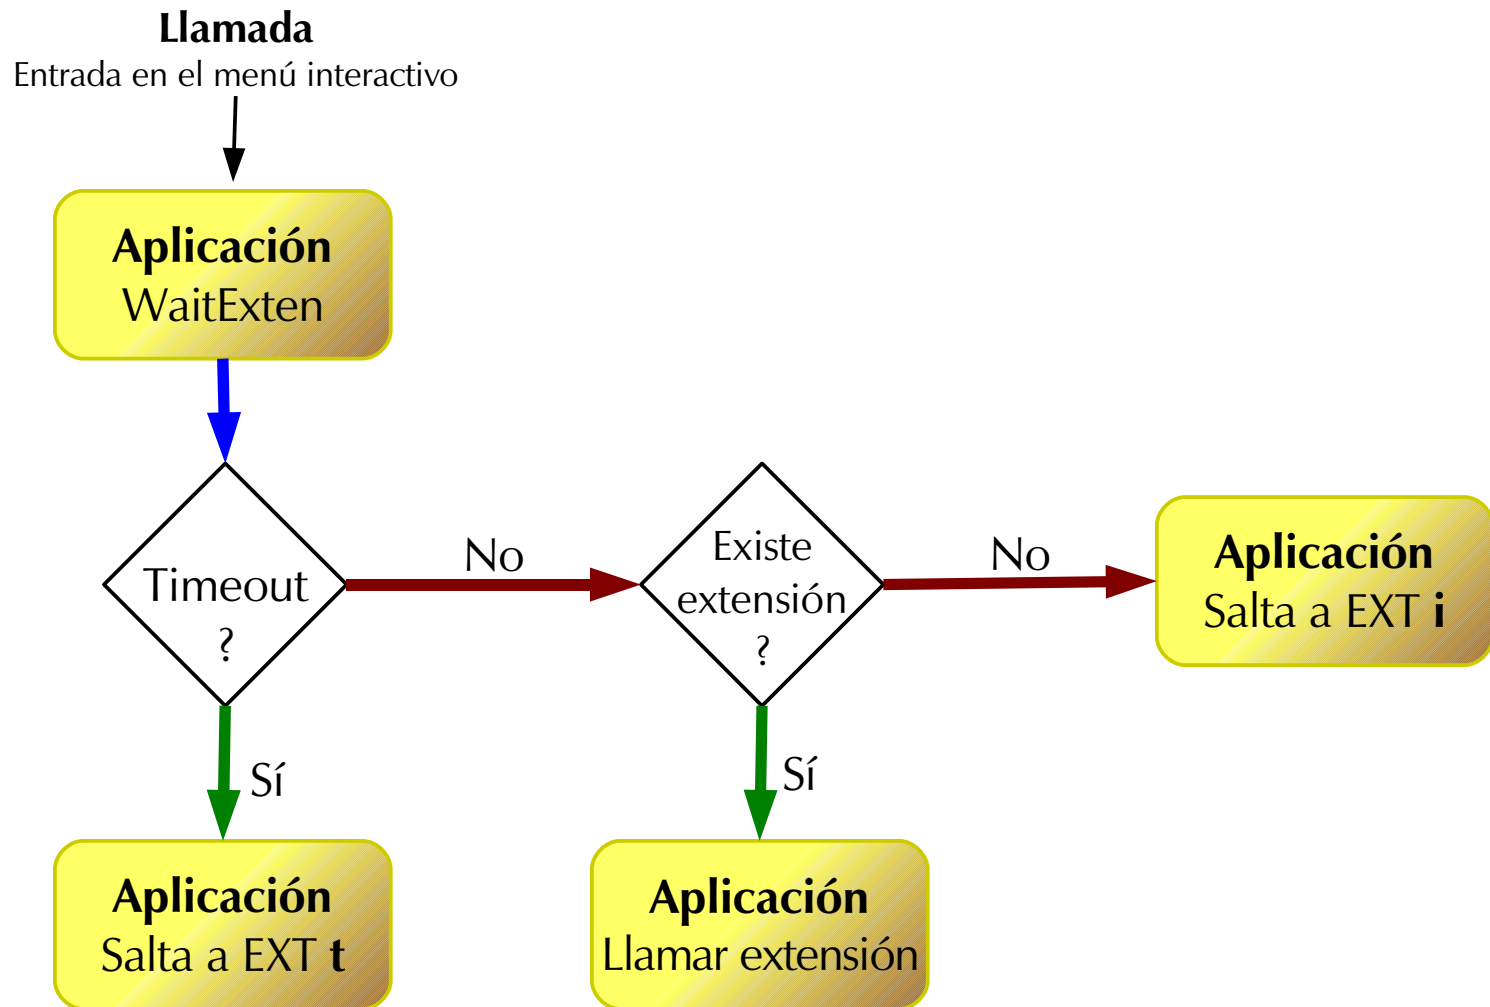 Llamada
Entrada en el menú interactivo
Aplicación
WaitExten
Timeout
?
No
Existe
extensión
?
No
Aplicación
Salta a EXT i
Sí
Sí
Aplicación
Salta a EXT t
Aplicación
Llamar extensión